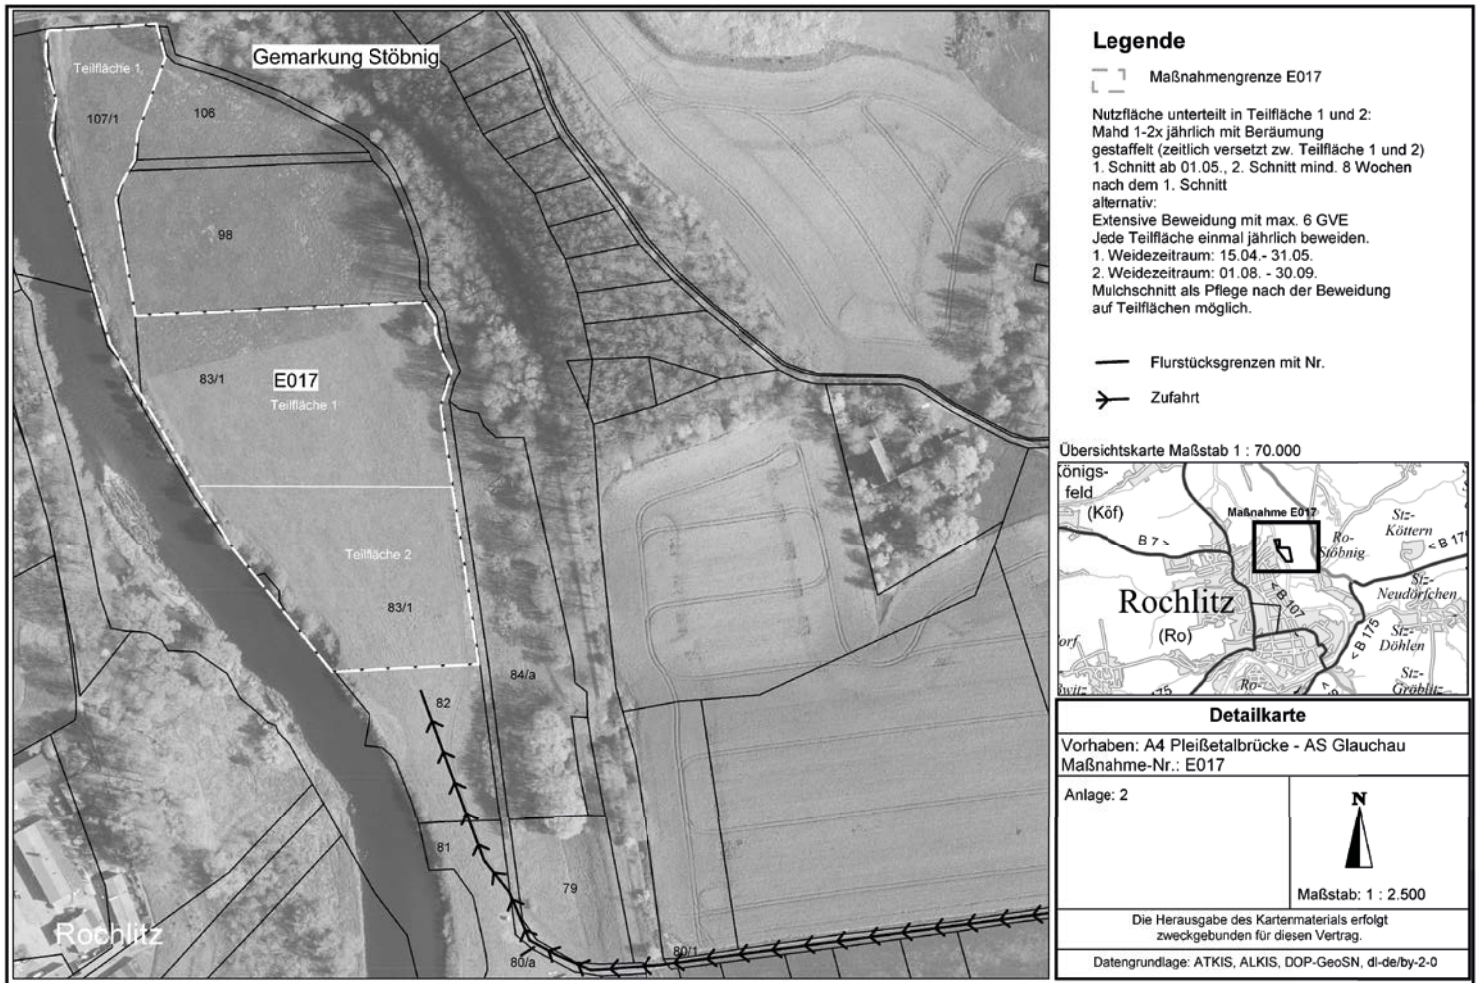 Gemarkung Stöbnig
Teilfläche 1
107/1
106
98
83/1
E017
Teilfläche 1
Teilfläche 2
83/1
84/a
82
81
79
80/1
80/a
Rochlitz
Legende
Maßnahmengrenze E017
Nutzfläche unterteilt in Teilfläche 1 und 2:
Mahd 1-2x jährlich mit Beräumung
gestaffelt (zeitlich versetzt zw. Teilfläche 1 und 2)
1. Schnitt ab 01.05., 2. Schnitt mind. 8 Wochen
nach dem 1. Schnitt
alternativ:
Extensive Beweidung mit max. 6 GVE
Jede Teilfläche einmal jährlich beweiden.
1. Weidezeitraum: 15.04.- 31.05.
2. Weidezeitraum: 01.08. - 30.09.
Mulchschnitt als Pflege nach der Beweidung
auf Teilflächen möglich.
Flurstücksgrenzen mit Nr.
Zufahrt
Übersichtskarte Maßstab 1 : 70.000
Königs-
feld
(Köf)
Maßnahme E017
B 7 >
Ro-
Stöbnig
Stz-
Köttern
< B 17
Stz-
Neudörfchen
Rochlitz
(Ro)
< B 107
< B 175
Stz-
Döhlen
Stz-
Gröblitz
Ro-
175
Detailkarte
Vorhaben: A4 Pleißetalbrücke - AS Glauchau
Maßnahme-Nr.: E017
Anlage: 2
N
Maßstab: 1 : 2.500
Die Herausgabe des Kartenmaterials erfolgt
zweckgebunden für diesen Vertrag.
Datengrundlage: ATKIS, ALKIS, DOP-GeoSN, dl-de/by-2-0